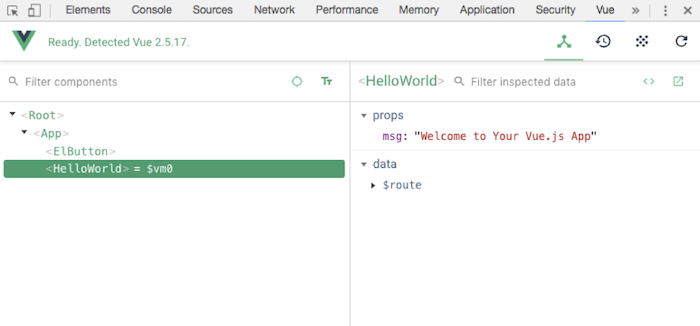 Elements Console Sources Network Performance Memory Application Security Vue »
Ready. Detected Vue 2.5.17.
Filter components
Tт
<HelloWorld> Filter inspected data <>
<Root>
<App>
<ElButton>
<HelloWorld> = $vm0
props
msg: "Welcome to Your Vue.js App"
data
$route